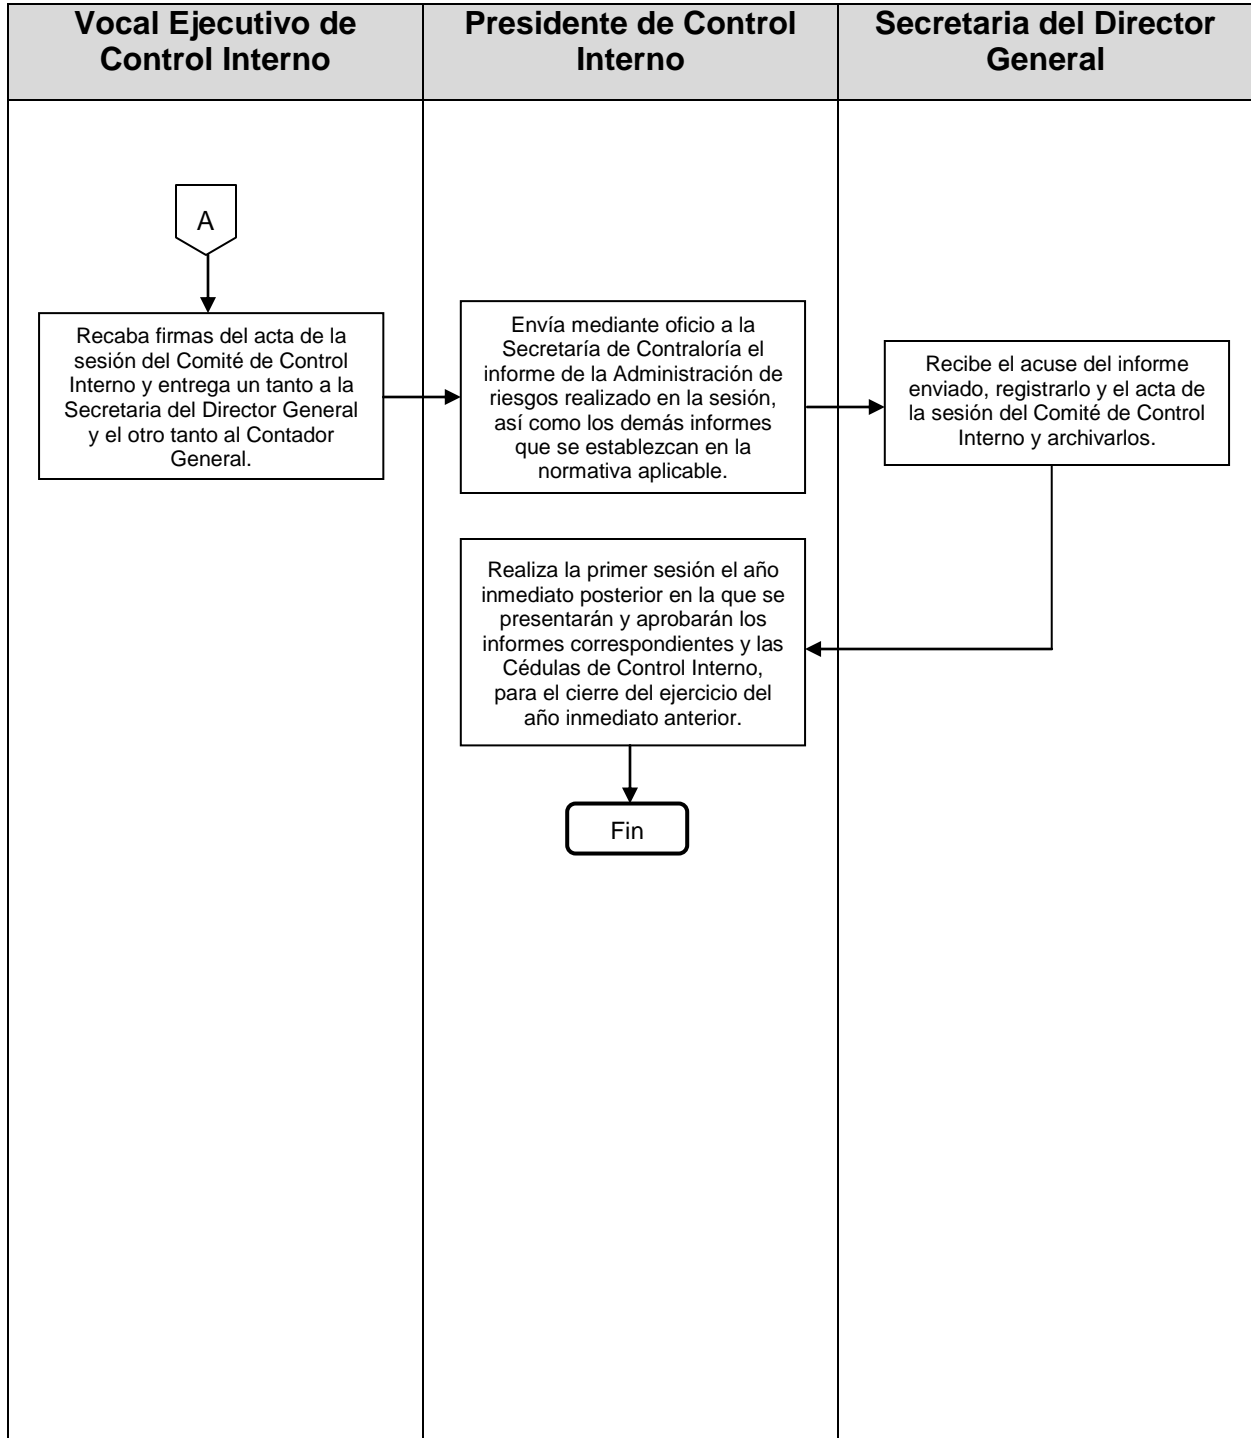 Vocal Ejecutivo de
Control Interno
Presidente de Control
Interno
Secretaria del Director
General
A
Recaba firmas del acta de la
sesión del Comité de Control
Interno y entrega un tanto a la
Secretaria del Director General
y el otro tanto al Contador
General.
Envía mediante oficio a la
Secretaría de Contraloría el
informe de la Administración de
riesgos realizado en la sesión,
así como los demás informes
que se establezcan en la
normativa aplicable.
Recibe el acuse del informe
enviado, registrarlo y el acta de
la sesión del Comité de Control
Interno y archivarlos.
Realiza la primer sesión el año
inmediato posterior en la que se
presentarán y aprobarán los
informes correspondientes y las
Cédulas de Control Interno,
para el cierre del ejercicio del
año inmediato anterior.
Fin